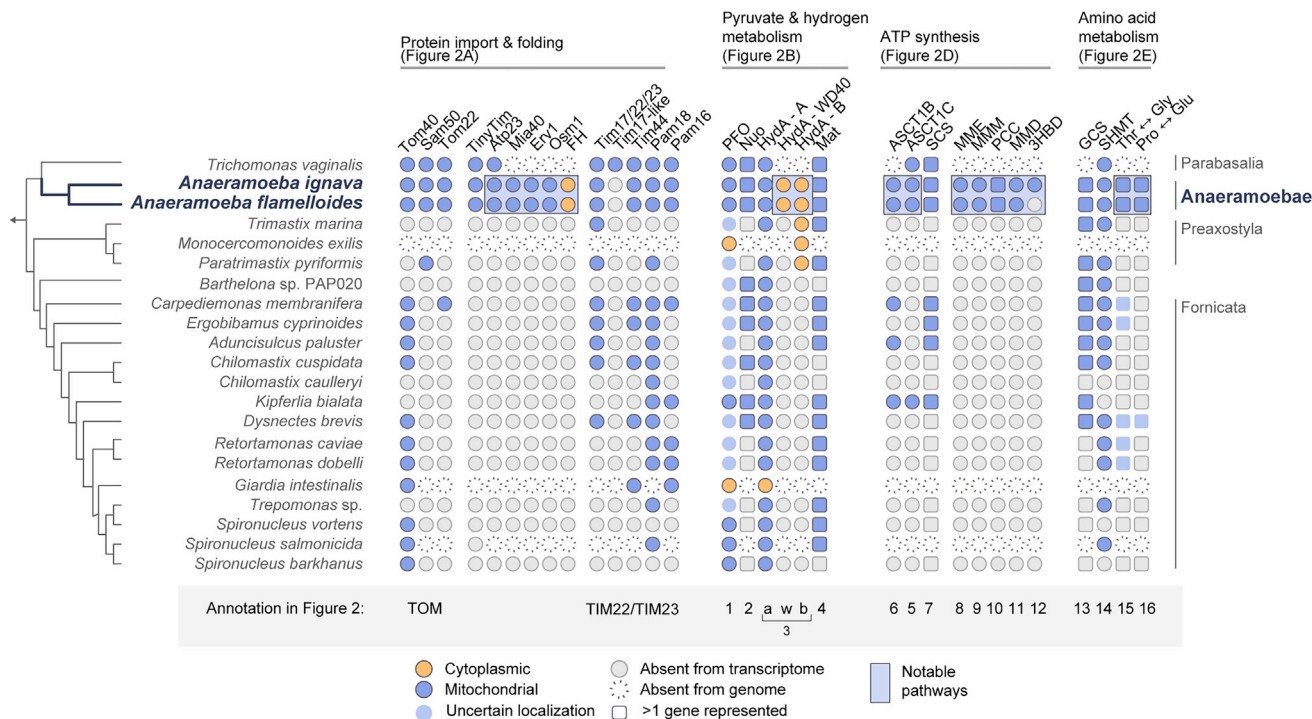 Protein import & folding
(Figure 2A)
Pyruvate & hydrogen
metabolism
(Figure 2B)
ATP synthesis
(Figure 2D)
Amino acid
metabolism
(Figure 2E)
Tom40
Sam50
Tom22
TinyTim
Atp23
Mia40
Erv1
Osm1
FH
Tim17/22/23
Tim17-like
Tim44
Pam18
Pam16
PFO
Nuo
HydA - A
HydA - WD40
HydA - B
Mat
ASCT1B
ASCT1C
SCS
MME
MMM
PCC
MMD
3HBD
GCS
SHMT
Thr ↔ Gly
Pro ↔ Glu
Trichomonas vaginalis
Parabasalia
Anaeramoeba ignava
Anaeramoeba flamelloides
Anaeramoebae
Trimastix marina
Preaxostyla
Monocercomonoides exilis
Paratrimastix pyriformis
Barthelona sp. PAP020
Carpediemonas membranifera
Fornicata
Ergobibamus cyprinoides
Aduncisulcus paluster
Chilomastix cuspidata
Chilomastix caulleryi
Kipferlia bialata
Dysnectes brevis
Retortamonas caviae
Retortamonas dobelli
Giardia intestinalis
Trepomonas sp.
Spironucleus vortens
Spironucleus salmonicida
Spironucleus barkhanus
Annotation in Figure 2: TOM TIM22/TIM23 1 2 a w b 4 6 5 7 8 9 10 11 12 13 14 15 16
3
Cytoplasmic
Mitochondrial
Uncertain localization
Absent from transcriptome
Absent from genome
>1 gene represented
Notable
pathways